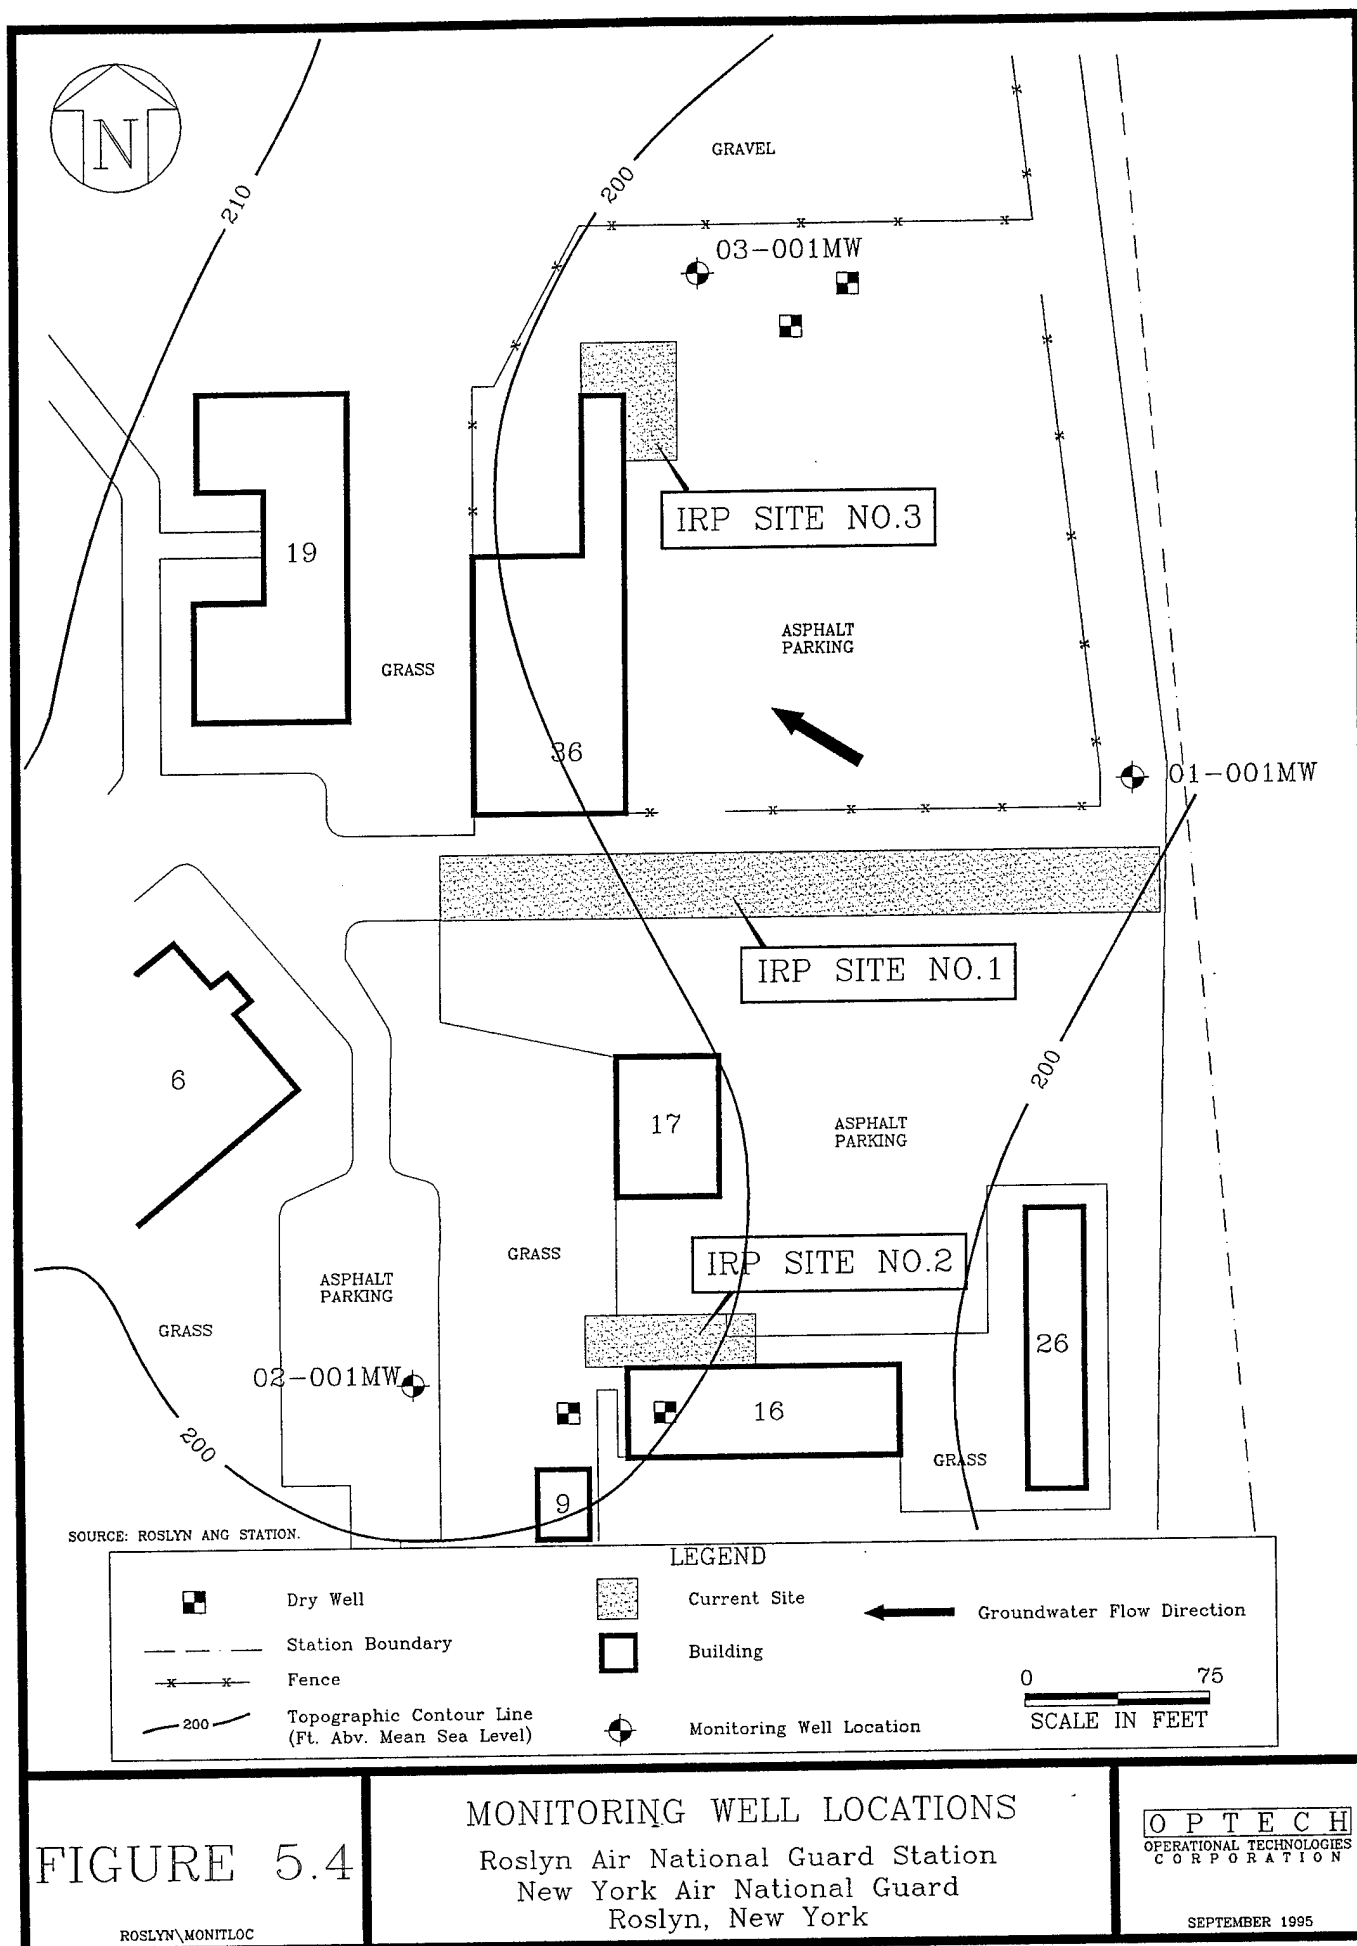 N
210
200
GRAVEL
03-001MW
IRP SITE NO.3
19
ASPHALT
PARKING
GRASS
36
01-001MW
IRP SITE NO.1
200
6
17
ASPHALT
PARKING
GRASS
IRP SITE NO.2
ASPHALT
PARKING
GRASS
26
02-001MW
16
200
GRASS
9
SOURCE: ROSLYN ANG STATION.
LEGEND
Dry Well
Current Site
Groundwater Flow Direction
Station Boundary
Building
Fence
0 75
SCALE IN FEET
200
Topographic Contour Line
(Ft. Abv. Mean Sea Level)
Monitoring Well Location
FIGURE 5.4
ROSLYN\MONITLOC
MONITORING WELL LOCATIONS
Roslyn Air National Guard Station
New York Air National Guard
Roslyn, New York
OPTECH
OPERATIONAL TECHNOLOGIES
CORPORATION
SEPTEMBER 1995